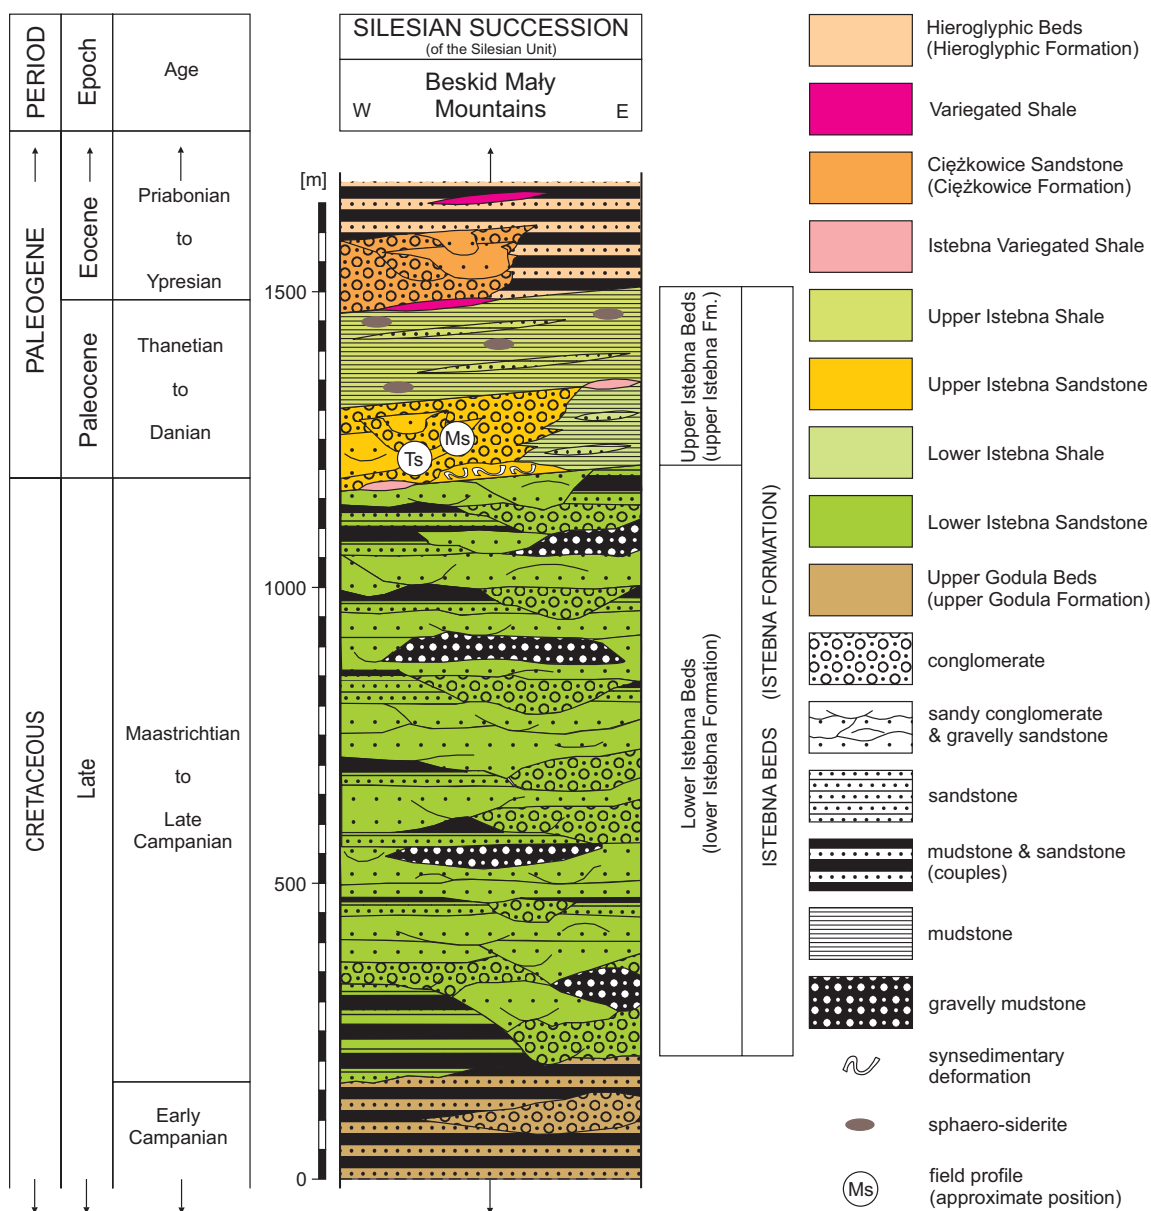 PERIOD
Epoch
Age
SILESIAN SUCCESSION
(of the Silesian Unit)
Beskid Mały
Mountains
W
E
PALEOGENE
Eocene
Priabonian
to
Ypresian
Paleocene
Thanetian
to
Danian
CRETACEOUS
Late
Maastrichtian
to
Late
Campanian
Early
Campanian
[m]
1500
1000
500
0
Ms
Ts
Upper Istebna Beds
(upper Istebna Fm.)
Lower Istebna Beds
(lower Istebna Formation)
ISTEBNA BEDS (ISTEBNA FORMATION)
Hieroglyphic Beds
(Hieroglyphic Formation)
Variegated Shale
Ciężkowice Sandstone
(Ciężkowice Formation)
Istebna Variegated Shale
Upper Istebna Shale
Upper Istebna Sandstone
Lower Istebna Shale
Lower Istebna Sandstone
Upper Godula Beds
(upper Godula Formation)
conglomerate
sandy conglomerate
& gravelly sandstone
sandstone
mudstone & sandstone
(couples)
mudstone
gravelly mudstone
synsedimentary
deformation
sphaero-siderite
Ms
field profile
(approximate position)